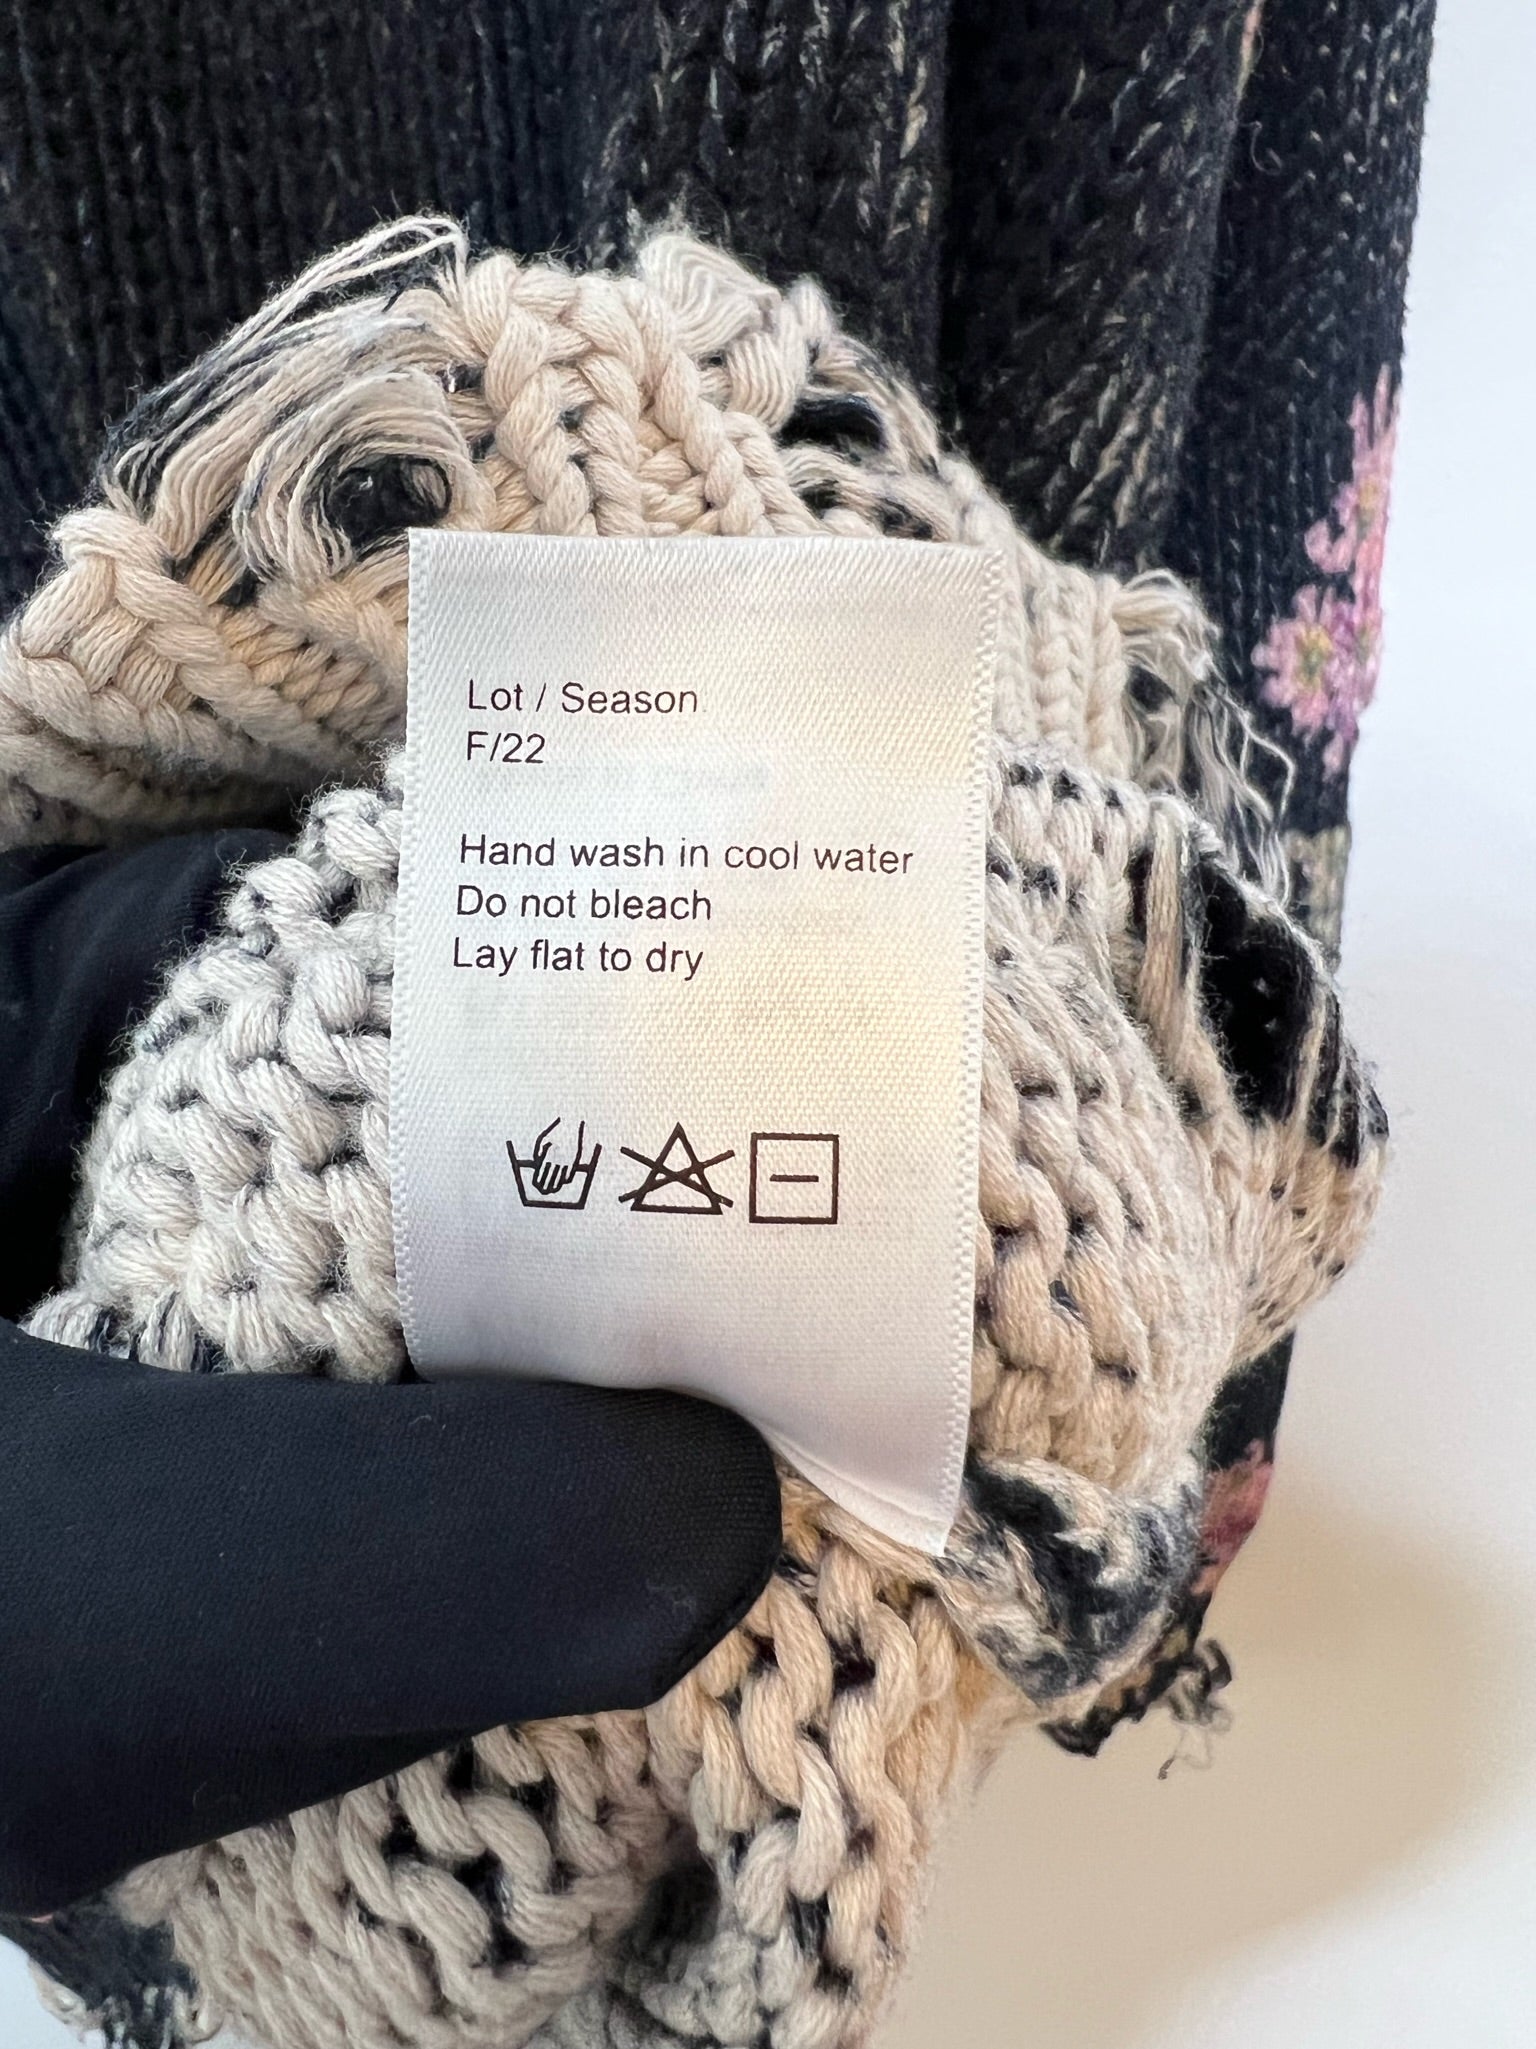 Lot / Season
F/22
Hand wash in cool water
Do not bleach
Lay flat to dry